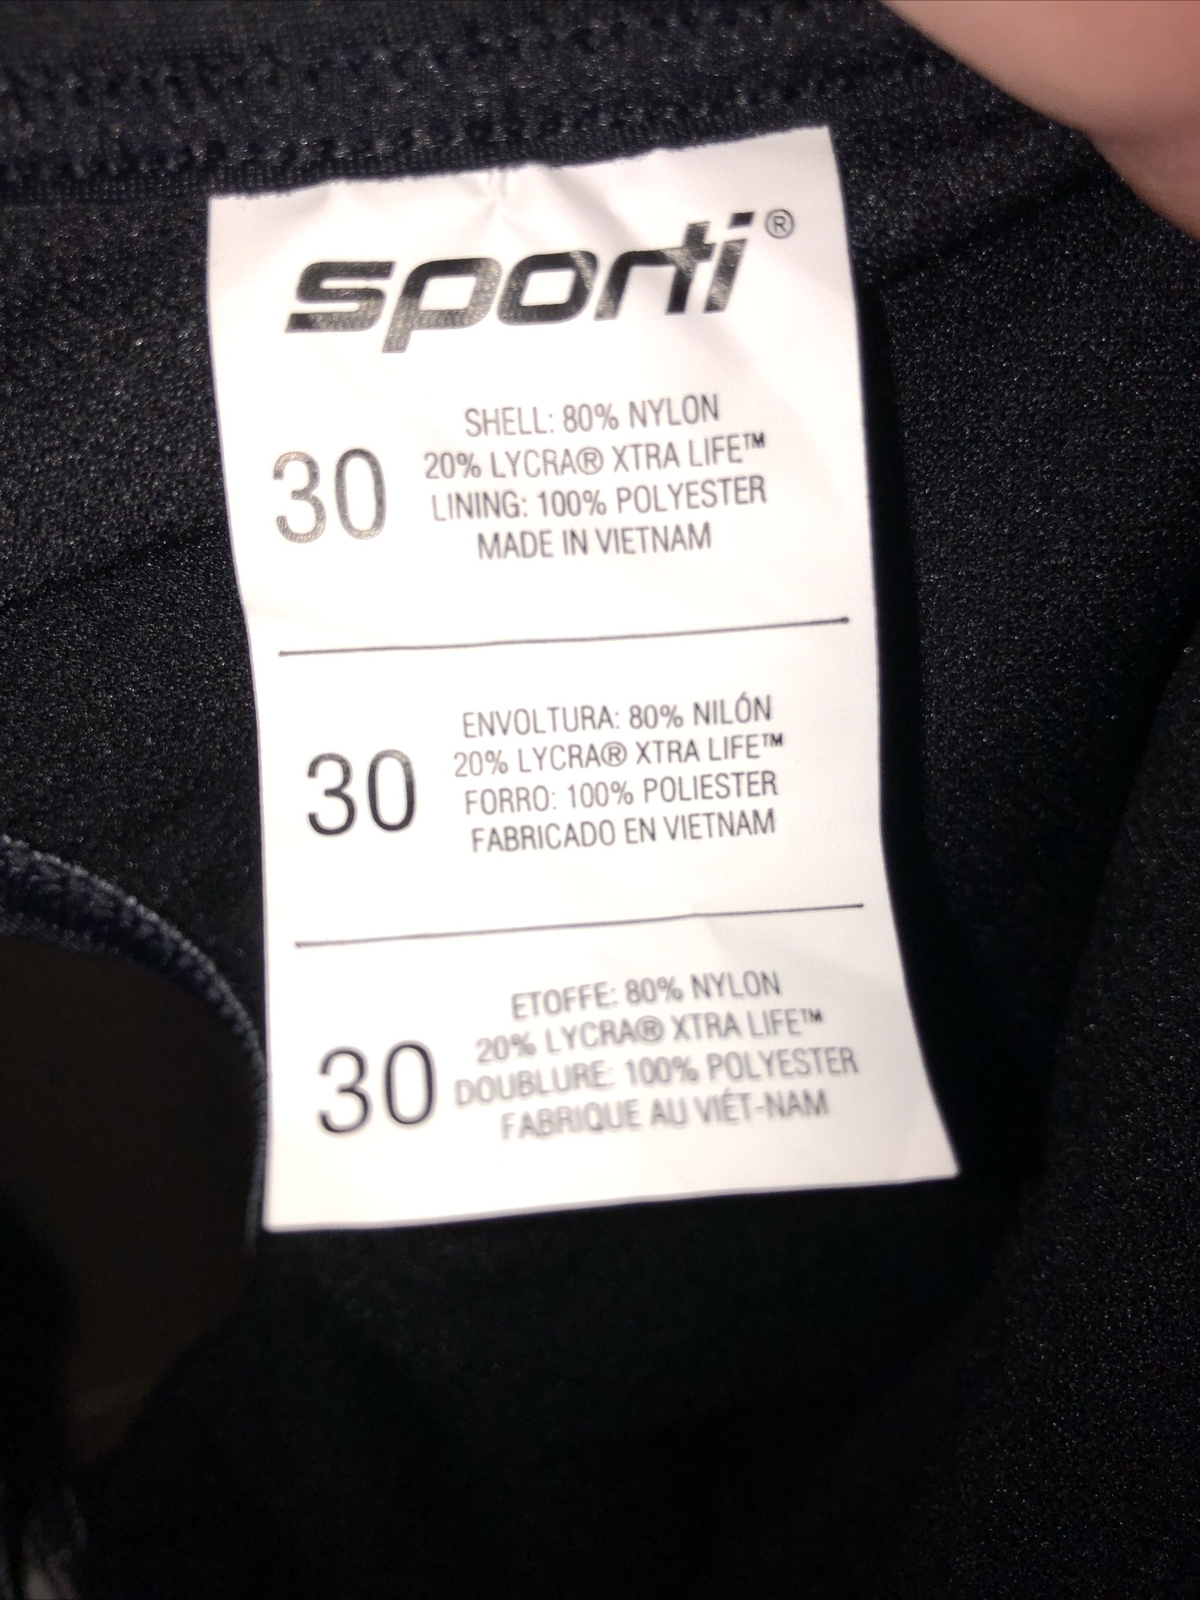 sporti®
30
SHELL: 80% NYLON
20% LYCRA® XTRA LIFE™
LINING: 100% POLYESTER
MADE IN VIETNAM
30
ENVOLTURA: 80% NILÓN
20% LYCRA® XTRA LIFE™
FORRO: 100% POLIESTER
FABRICADO EN VIETNAM
30
ETOFFE: 80% NYLON
20% LYCRA® XTRA LIFE™
DOUBLURE: 100% POLYESTER
FABRIQUE AU VIÉT-NAM